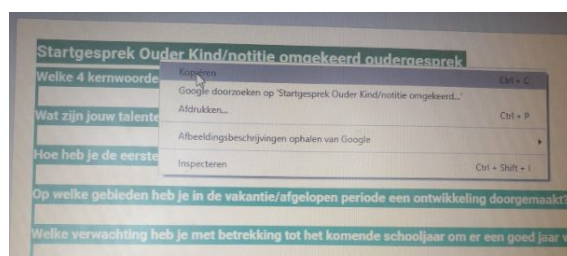 Startgesprek Ouder Kind/notitie omgekeerd oudergesprek
Welke 4 kernwoorde
Kopiëren Ctrl + C
Google doorzoeken op 'Startgesprek Ouder Kind/notitie omgekeerd...'
Wat zijn jouw talente
Afdrukken... Ctrl + P
Afbeeldingsbeschrijvingen ophalen van Google
Hoe heb je de eerste
Inspecteren Ctrl + Shift + I
Op welke gebieden heb je in de vakantie/afgelopen periode een ontwikkeling doorgemaakt?
Welke verwachting heb je met betrekking tot het komende schooljaar om er een goed jaar v